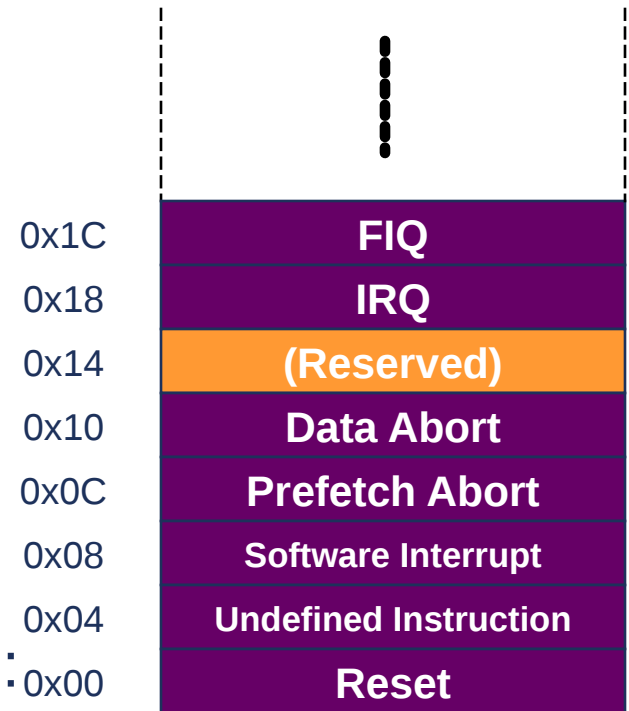 0x1C FIQ
0x18 IRQ
0x14 (Reserved)
0x10 Data Abort
0x0C Prefetch Abort
0x08 Software Interrupt
0x04 Undefined Instruction
0x00 Reset